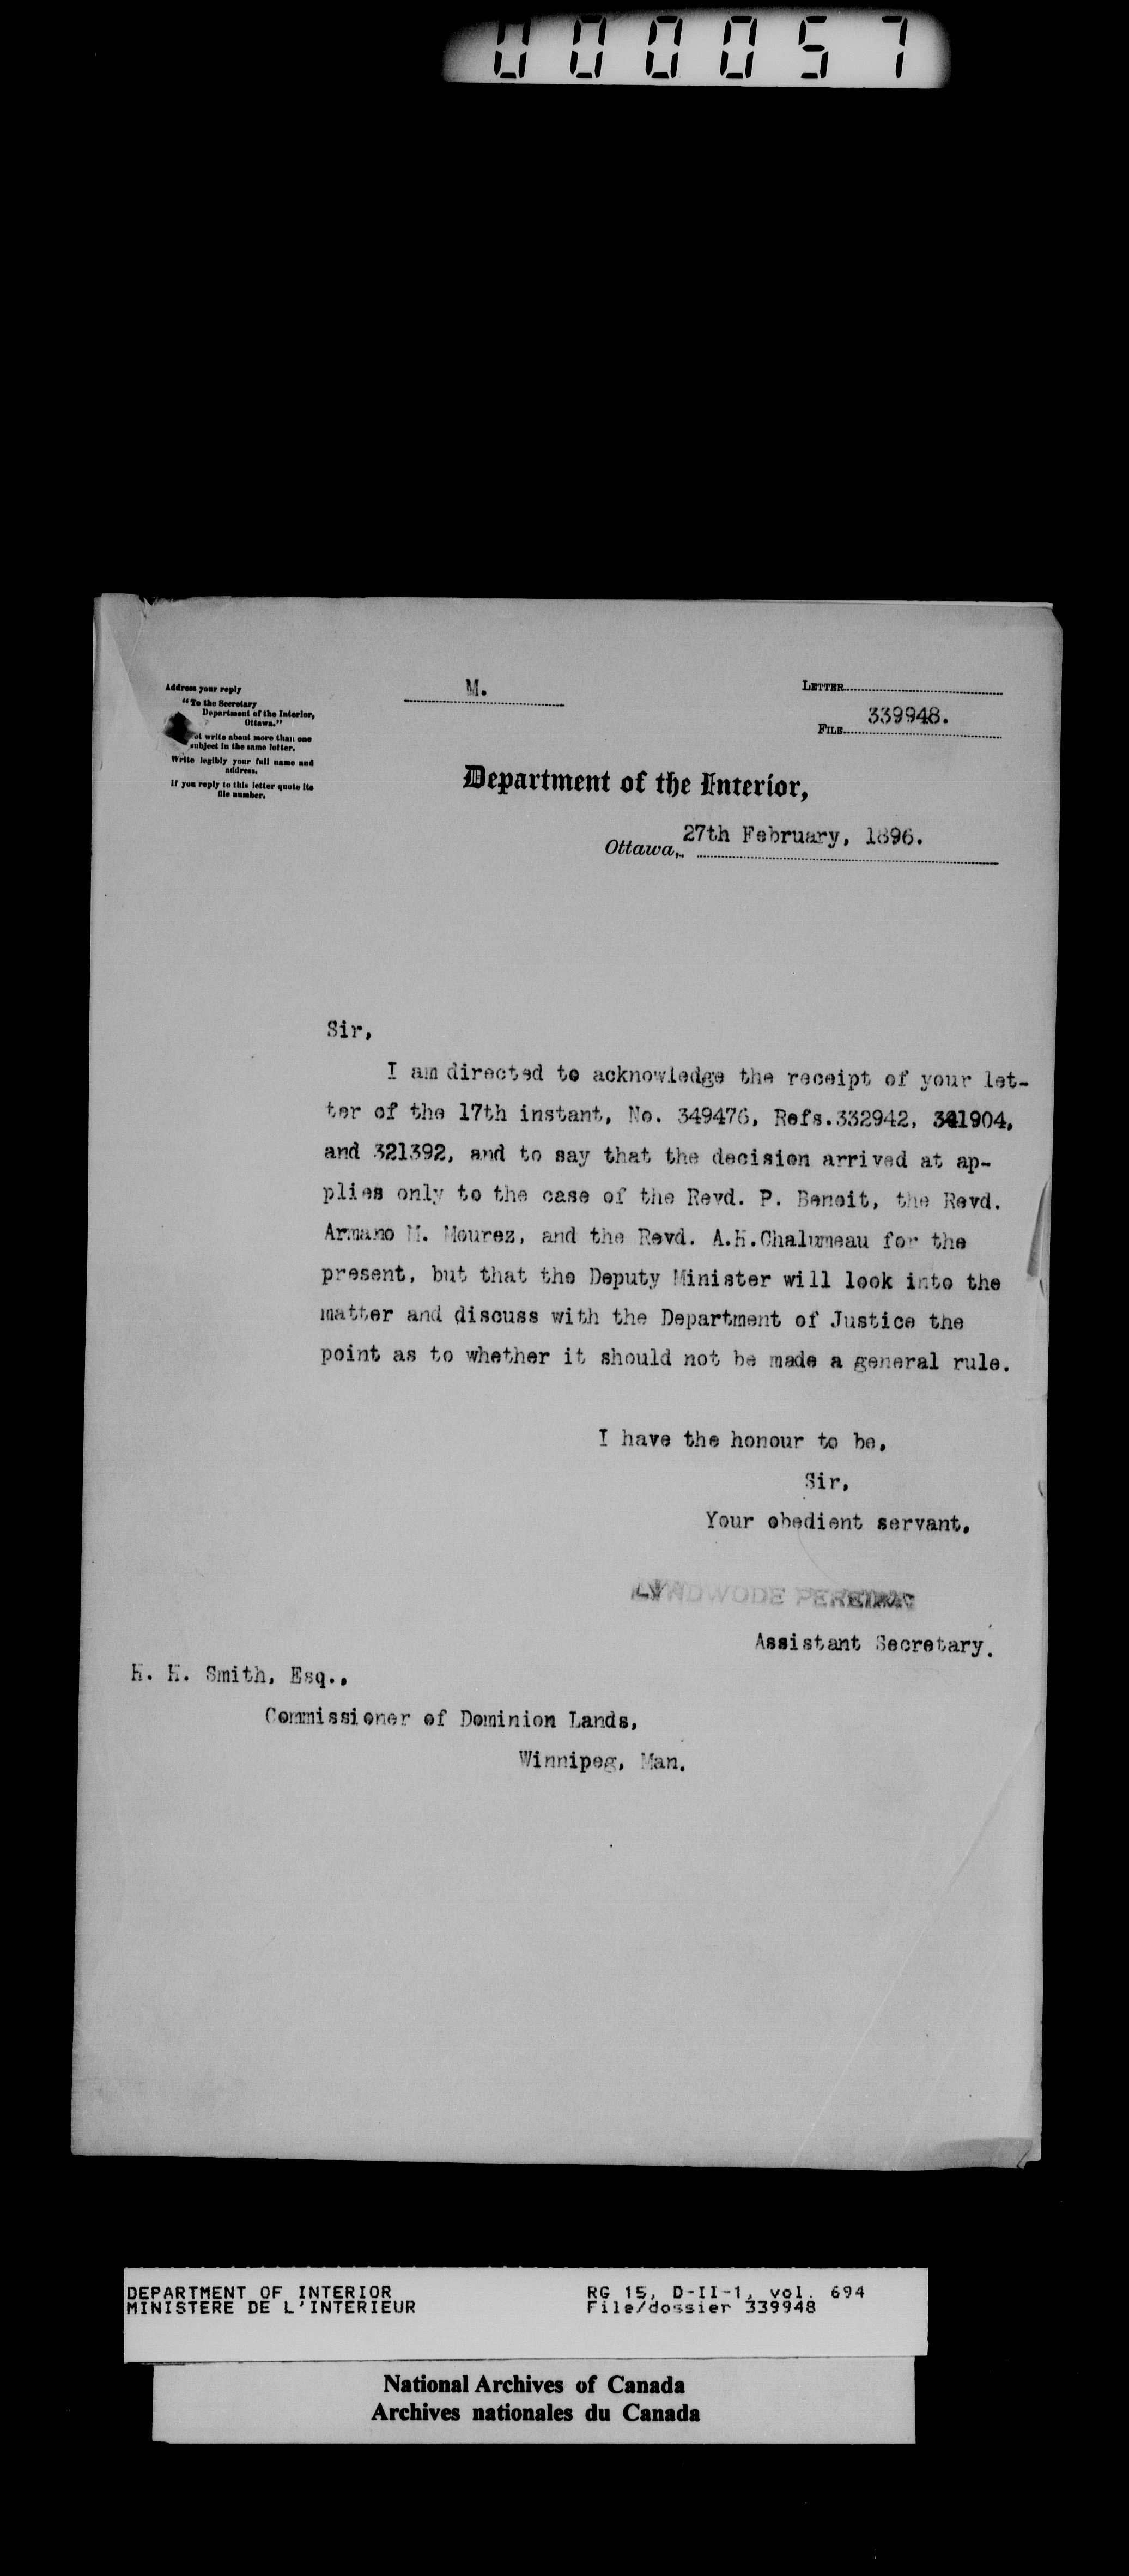 000057
Address your reply
"To the Secretary
Department of the Interior,
Ottawa."
write about more than one
subject in the same letter.
Write legibly your full name and
address.
If you reply to this letter quote its
file number.
M.
LETTER
339948.
FILE
Department of the Interior,
27th February, 1896.
Ottawa,
Sir,
I am directed to acknowledge the receipt of your let-
ter of the 17th instant, No. 349476, Refs.332942, 341904,
and 321392, and to say that the decision arrived at ap-
plies only to the case of the Revd. P. Benoit, the Revd.
Armano M. Mourez, and the Revd. A.H.Chalumeau for the
present, but that the Deputy Minister will look into the
matter and discuss with the Department of Justice the
point as to whether it should not be made a general rule.
I have the honour to be,
Sir,
Your obedient servant,
LYNDWODE PEREIRA
Assistant Secretary.
H. H. Smith, Esq.,
Commissioner of Dominion Lands,
Winnipeg, Man.
DEPARTMENT OF INTERIOR
MINISTERE DE L'INTERIEUR
RG 15, D-II-1, vol. 694
File/dossier 339948
National Archives of Canada
Archives nationales du Canada